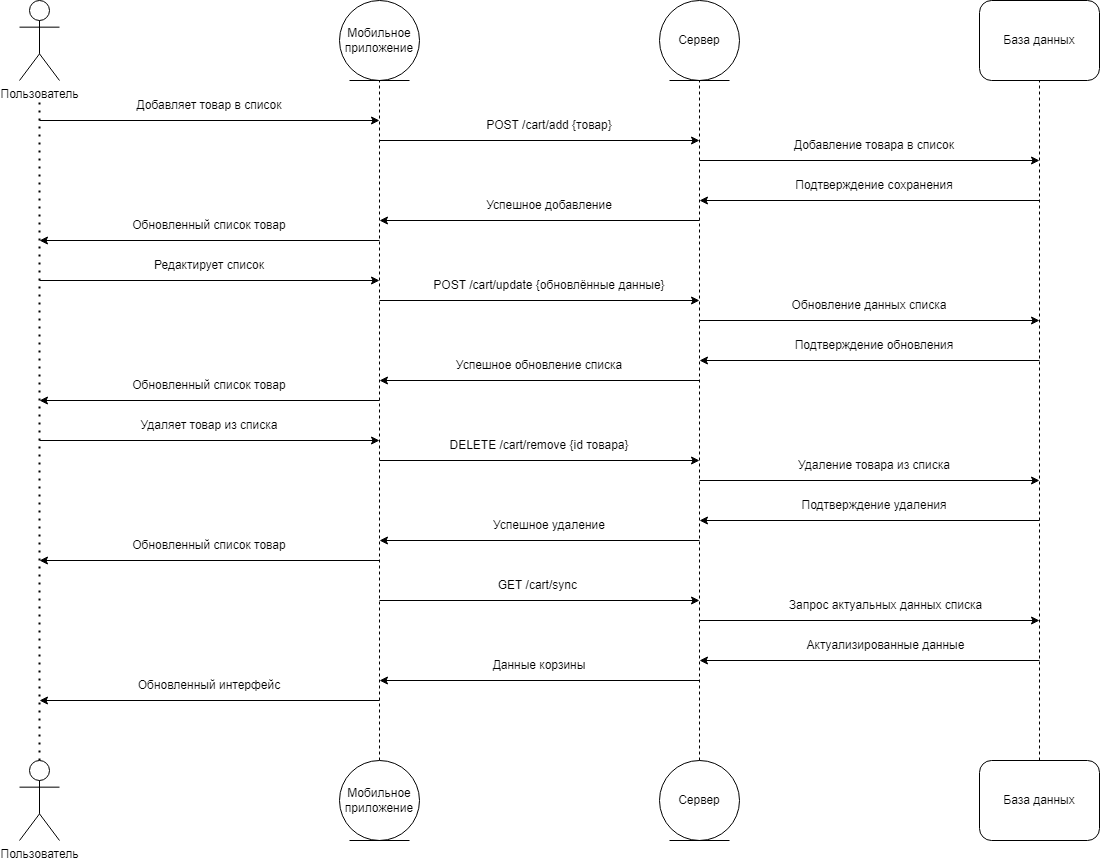 Мобильное
приложение
Сервер
База данных
Пользователь
Добавляет товар в список
POST /cart/add {товар}
Добавление товара в список
Подтверждение сохранения
Успешное добавление
Обновленный список товар
Редактирует список
POST /cart/update {обновлённые данные}
Обновление данных списка
Подтверждение обновления
Успешное обновление списка
Обновленный список товар
Удаляет товар из списка
DELETE /cart/remove {id товара}
Удаление товара из списка
Подтверждение удаления
Успешное удаление
Обновленный список товар
GET /cart/sync
Запрос актуальных данных списка
Актуализированные данные
Данные корзины
Обновленный интерфейс
Мобильное
приложение
Сервер
База данных
Пользователь